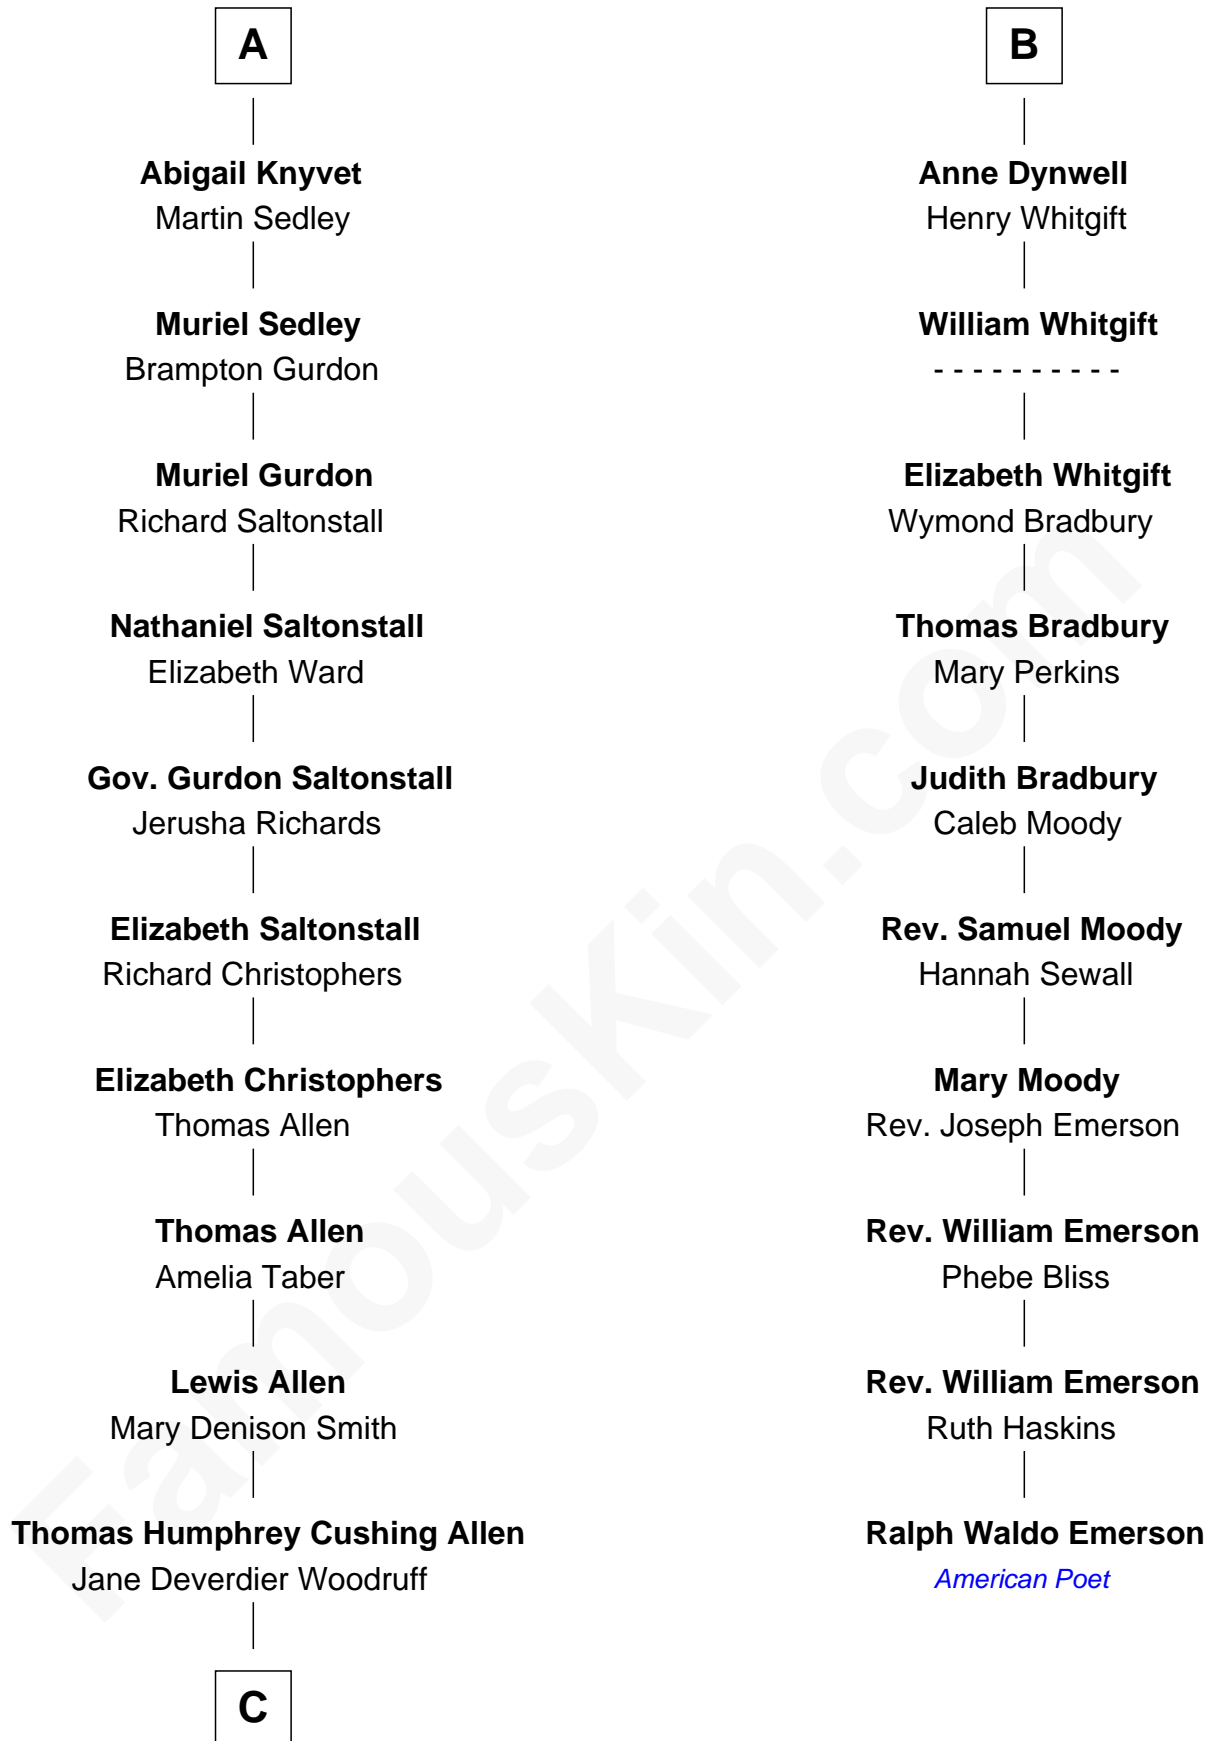 A
Abigail Knyvet
Martin Sedley
Muriel Sedley
Brampton Gurdon
Muriel Gurdon
Richard Saltonstall
Nathaniel Saltonstall
Elizabeth Ward
Gov. Gurdon Saltonstall
Jerusha Richards
Elizabeth Saltonstall
Richard Christophers
Elizabeth Christophers
Thomas Allen
Thomas Allen
Amelia Taber
Lewis Allen
Mary Denison Smith
Thomas Humphrey Cushing Allen
Jane Deverdier Woodruff
C
B
Anne Dynwell
Henry Whitgift
William Whitgift
- - - - - - - - - -
Elizabeth Whitgift
Wymond Bradbury
Thomas Bradbury
Mary Perkins
Judith Bradbury
Caleb Moody
Rev. Samuel Moody
Hannah Sewall
Mary Moody
Rev. Joseph Emerson
Rev. William Emerson
Phebe Bliss
Rev. William Emerson
Ruth Haskins
Ralph Waldo Emerson
American Poet
FamousKin.com